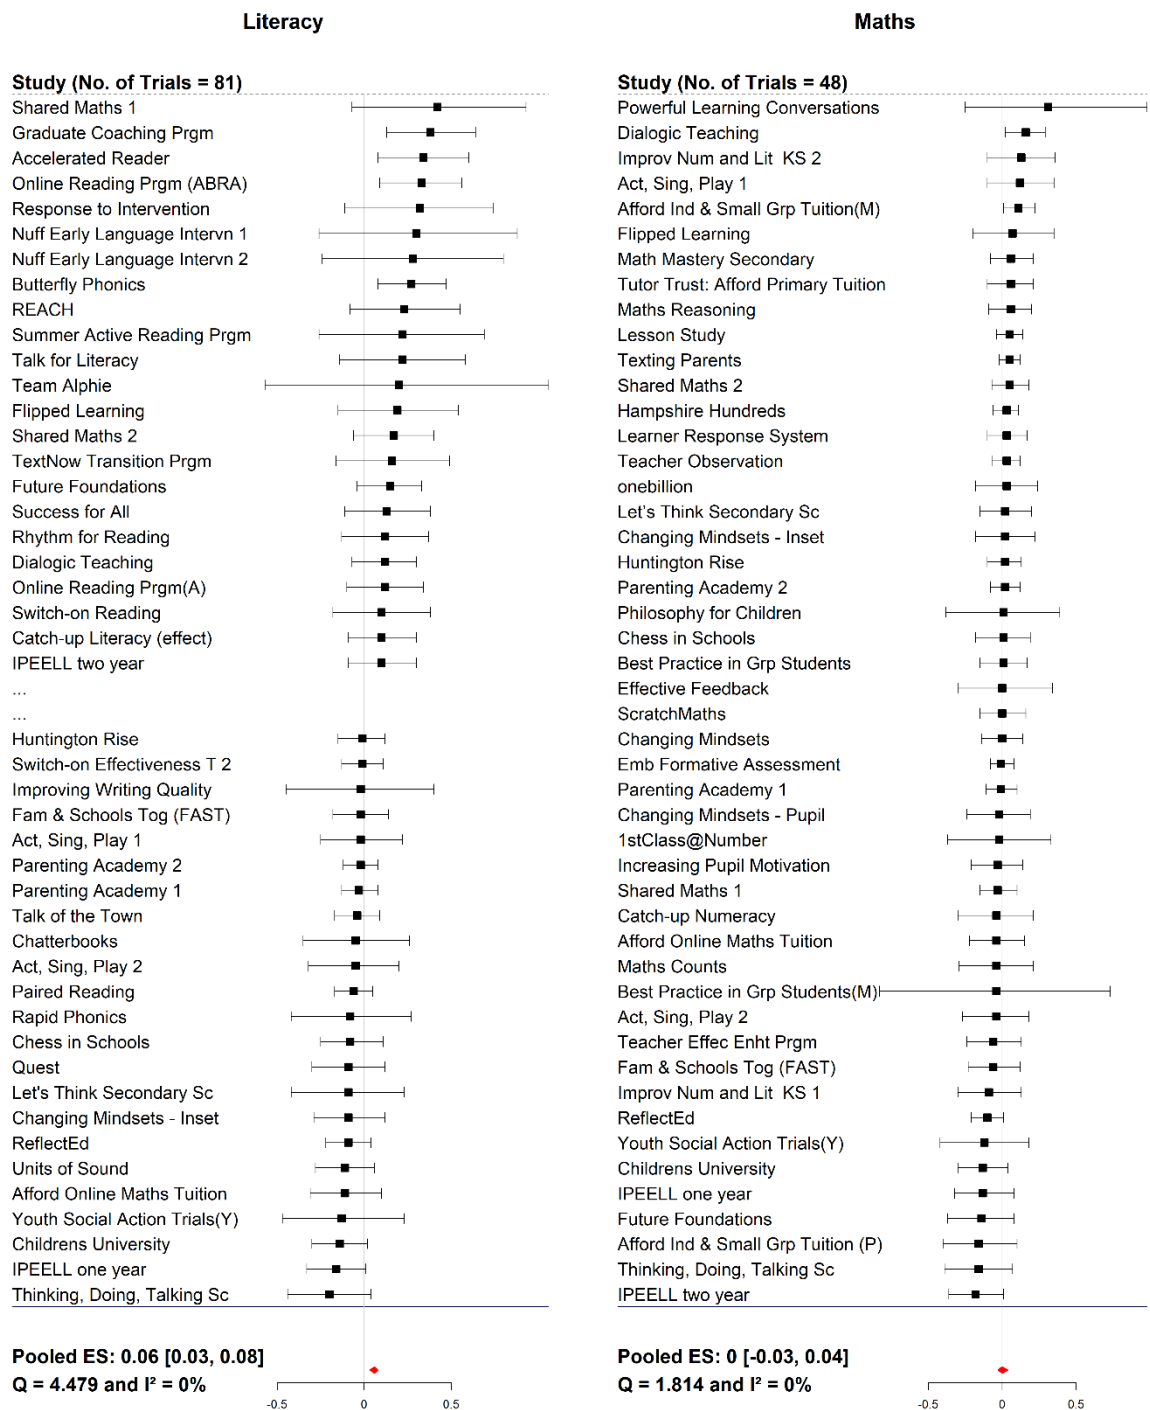 Literacy
Study (No. of Trials = 81)
Shared Maths 1
Graduate Coaching Prgm
Accelerated Reader
Online Reading Prgm (ABRA)
Response to Intervention
Nuff Early Language Intervn 1
Nuff Early Language Intervn 2
Butterfly Phonics
REACH
Summer Active Reading Prgm
Talk for Literacy
Team Alphie
Flipped Learning
Shared Maths 2
TextNow Transition Prgm
Future Foundations
Success for All
Rhythm for Reading
Dialogic Teaching
Online Reading Prgm(A)
Switch-on Reading
Catch-up Literacy (effect)
IPEELL two year
...
...
Huntington Rise
Switch-on Effectiveness T 2
Improving Writing Quality
Fam & Schools Tog (FAST)
Act, Sing, Play 1
Parenting Academy 2
Parenting Academy 1
Talk of the Town
Chatterbooks
Act, Sing, Play 2
Paired Reading
Rapid Phonics
Chess in Schools
Quest
Let's Think Secondary Sc
Changing Mindsets - Inset
ReflectEd
Units of Sound
Afford Online Maths Tuition
Youth Social Action Trials(Y)
Childrens University
IPEELL one year
Thinking, Doing, Talking Sc
Pooled ES: 0.06 [0.03, 0.08]
Q = 4.479 and I² = 0%
-0.5 0 0.5
Maths
Study (No. of Trials = 48)
Powerful Learning Conversations
Dialogic Teaching
Improv Num and Lit KS 2
Act, Sing, Play 1
Afford Ind & Small Grp Tuition(M)
Flipped Learning
Math Mastery Secondary
Tutor Trust: Afford Primary Tuition
Maths Reasoning
Lesson Study
Texting Parents
Shared Maths 2
Hampshire Hundreds
Learner Response System
Teacher Observation
onebillion
Let's Think Secondary Sc
Changing Mindsets - Inset
Huntington Rise
Parenting Academy 2
Philosophy for Children
Chess in Schools
Best Practice in Grp Students
Effective Feedback
ScratchMaths
Changing Mindsets
Emb Formative Assessment
Parenting Academy 1
Changing Mindsets - Pupil
1stClass@Number
Increasing Pupil Motivation
Shared Maths 1
Catch-up Numeracy
Afford Online Maths Tuition
Maths Counts
Best Practice in Grp Students(M)
Act, Sing, Play 2
Teacher Effec Enht Prgm
Fam & Schools Tog (FAST)
Improv Num and Lit KS 1
ReflectEd
Youth Social Action Trials(Y)
Childrens University
IPEELL one year
Future Foundations
Afford Ind & Small Grp Tuition (P)
Thinking, Doing, Talking Sc
IPEELL two year
Pooled ES: 0 [-0.03, 0.04]
Q = 1.814 and I² = 0%
-0.5 0 0.5